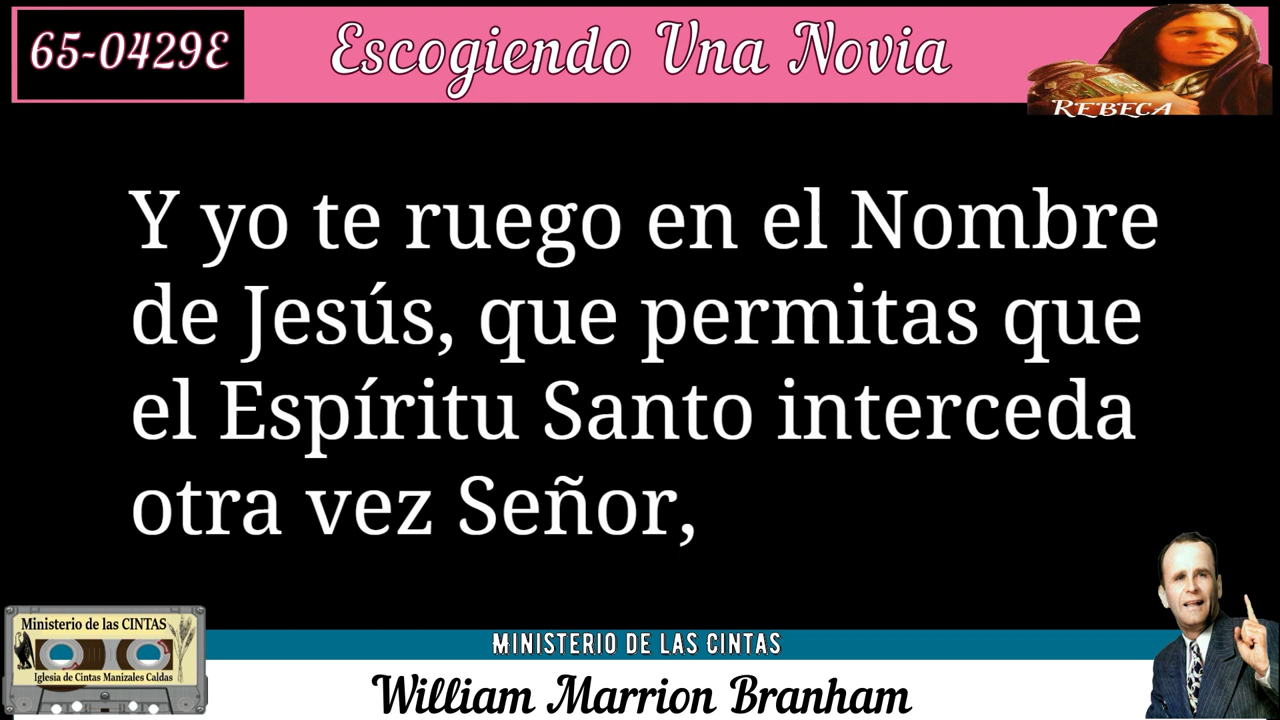 65-0429E
Escogiendo Una Novia
REBECA
Y yo te ruego en el Nombre
de Jesús, que permitas que
el Espíritu Santo interceda
otra vez Señor,
Ministerio de las CINTAS
Iglesia de Cintas Manizales Caldas
MINISTERIO DE LAS CINTAS
William Marrion Branham